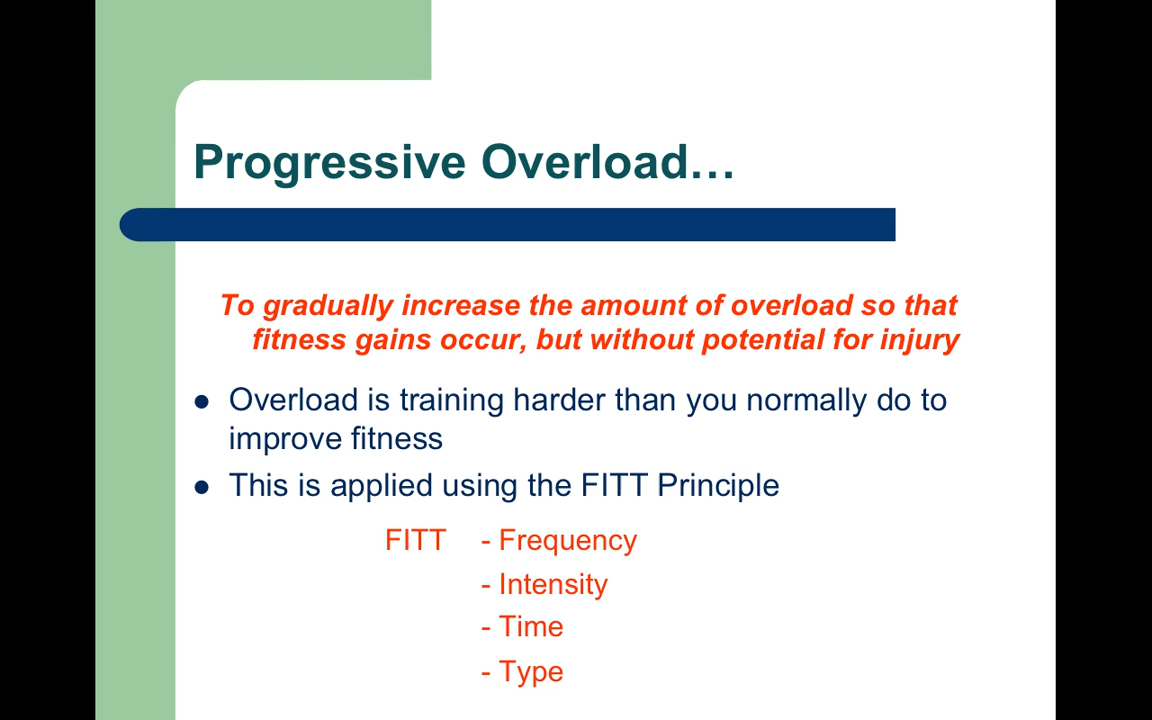 Progressive Overload…
To gradually increase the amount of overload so that
fitness gains occur, but without potential for injury
● Overload is training harder than you normally do to
improve fitness
● This is applied using the FITT Principle
FITT - Frequency
- Intensity
- Time
- Type